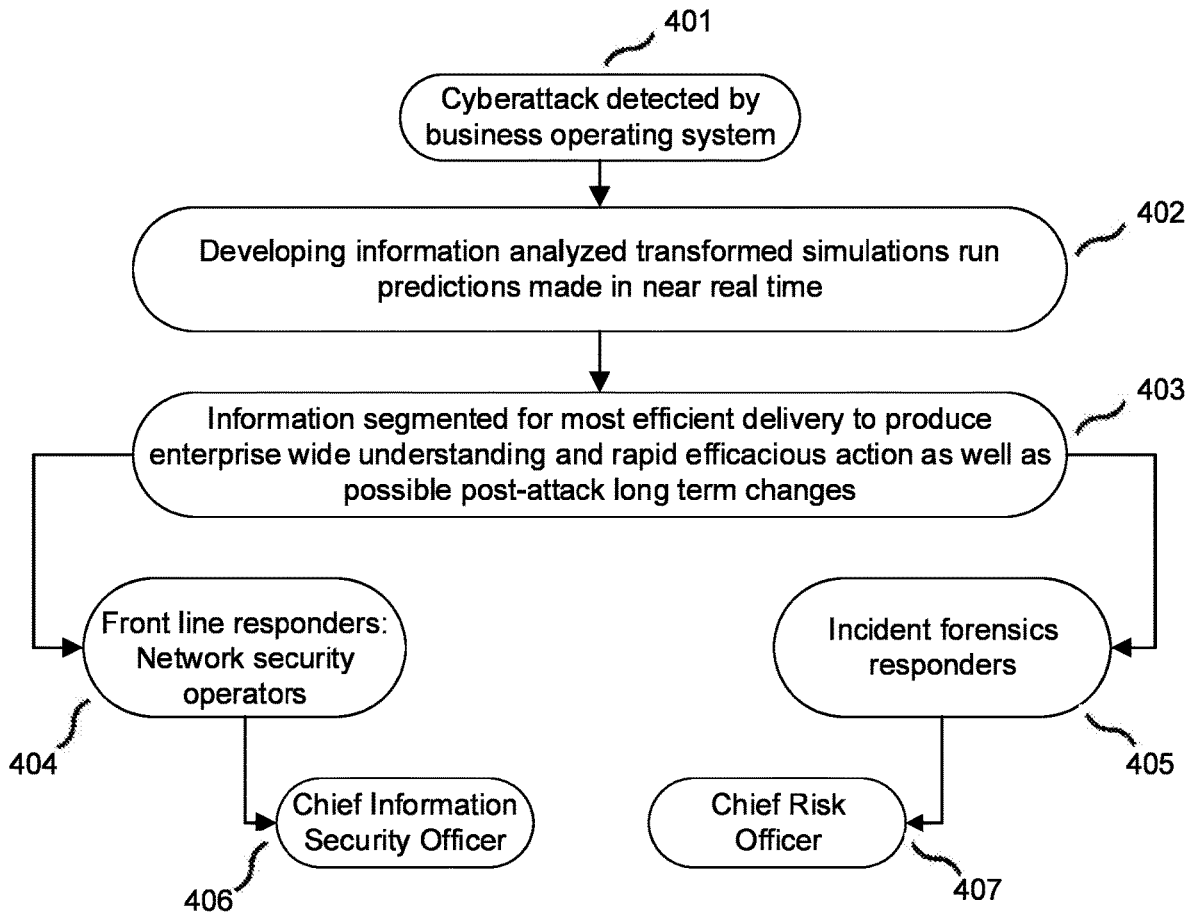 401
Cyberattack detected by
business operating system
402
Developing information analyzed transformed simulations run
predictions made in near real time
403
Information segmented for most efficient delivery to produce
enterprise wide understanding and rapid efficacious action as well as
possible post-attack long term changes
Front line responders:
Network security
operators
404
Incident forensics
responders
405
Chief Information
Security Officer
406
Chief Risk
Officer
407